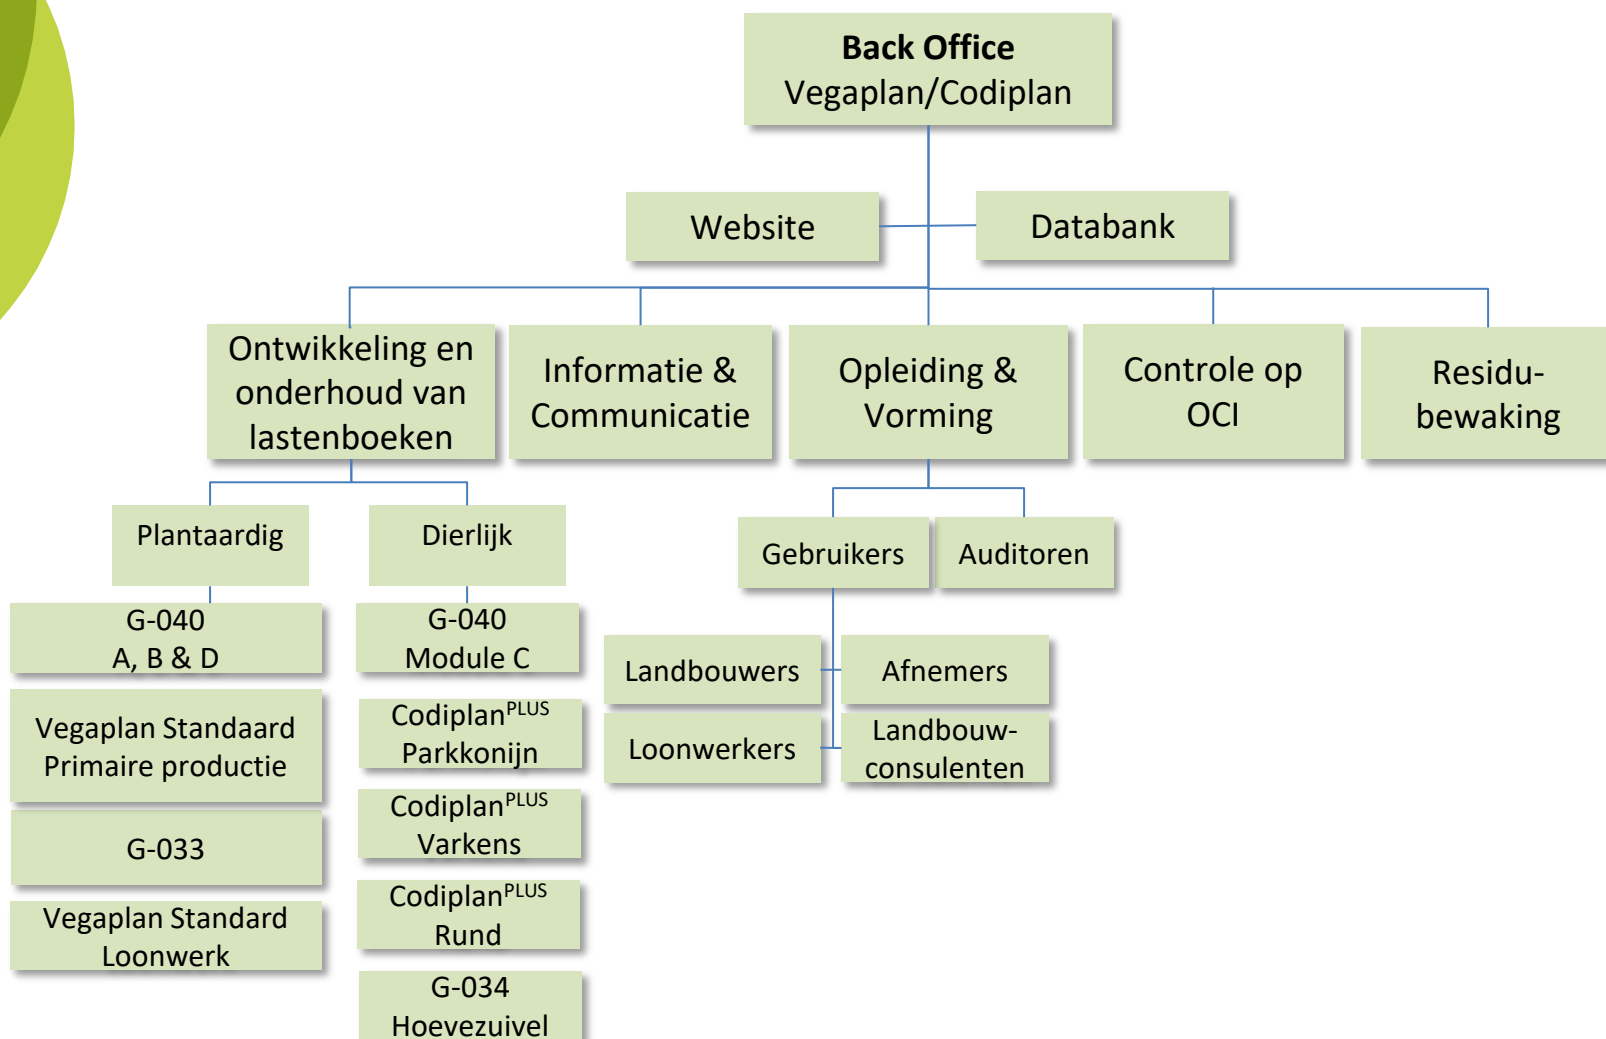 Back Office
Vegaplan/Codiplan
Website
Databank
Ontwikkeling en
onderhoud van
lastenboeken
Informatie &
Communicatie
Opleiding &
Vorming
Controle op
OCI
Residu-
bewaking
Plantaardig
Dierlijk
Gebruikers
Auditoren
G-040
A, B & D
Vegaplan Standaard
Primaire productie
G-033
Vegaplan Standard
Loonwerk
G-040
Module C
CodiplanPLUS
Parkkonijn
CodiplanPLUS
Varkens
CodiplanPLUS
Rund
G-034
Hoevezuivel
Landbouwers
Afnemers
Loonwerkers
Landbouw-
consulenten